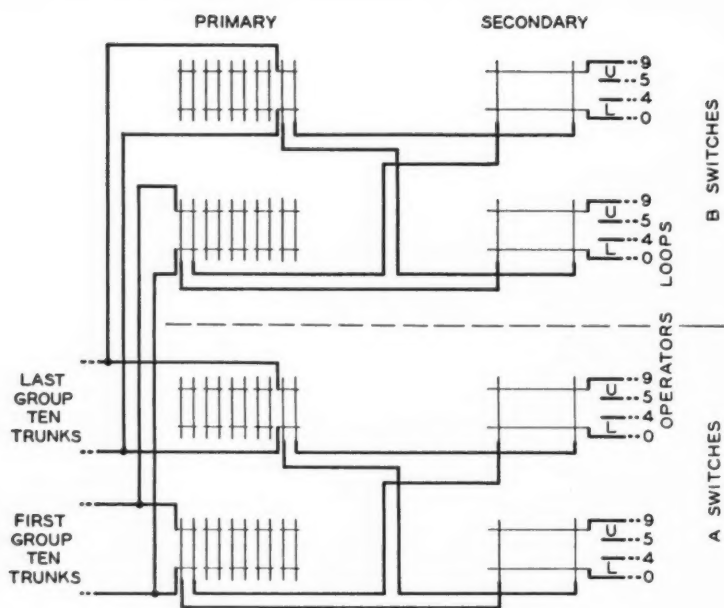 PRIMARY SECONDARY
U 9
5
4
L 0
U 9
5
4
L 0
B SWITCHES
OPERATORS LOOPS
LAST
GROUP
TEN
TRUNKS
U 9
5
4
L 0
FIRST
GROUP
TEN
TRUNKS
U 9
5
4
L 0
A SWITCHES